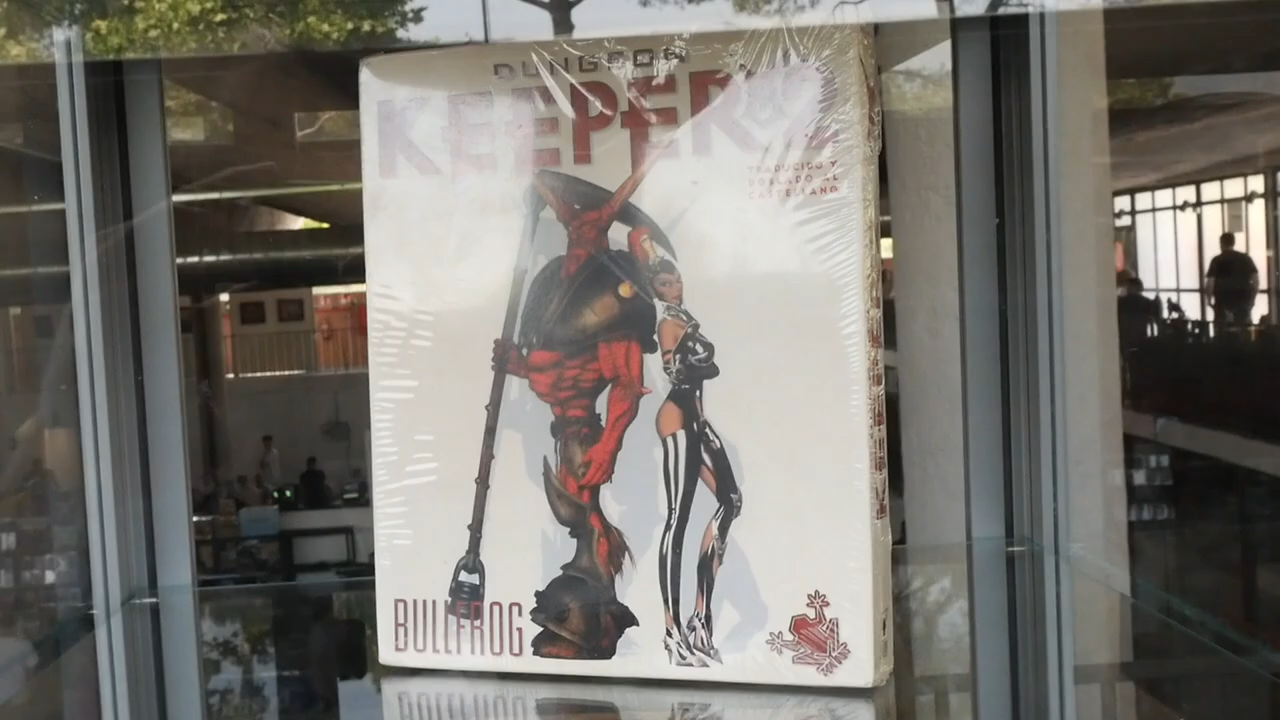 DUNGEON
KEEPER 2
TRADUCIDO Y
DOBLADO AL
CASTELLANO
BULLFROG